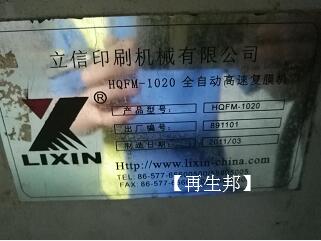 立信印刷机械有限公司
HQFM-1020 全自动高速复膜机
® 产品型号: HQFM-1020
出厂编号: 891101
制造日期: 2011/03
LIXIN
Http://www.lixin-china.com
TEL: 86-577-
FAX: 86-577-
【再生邦】